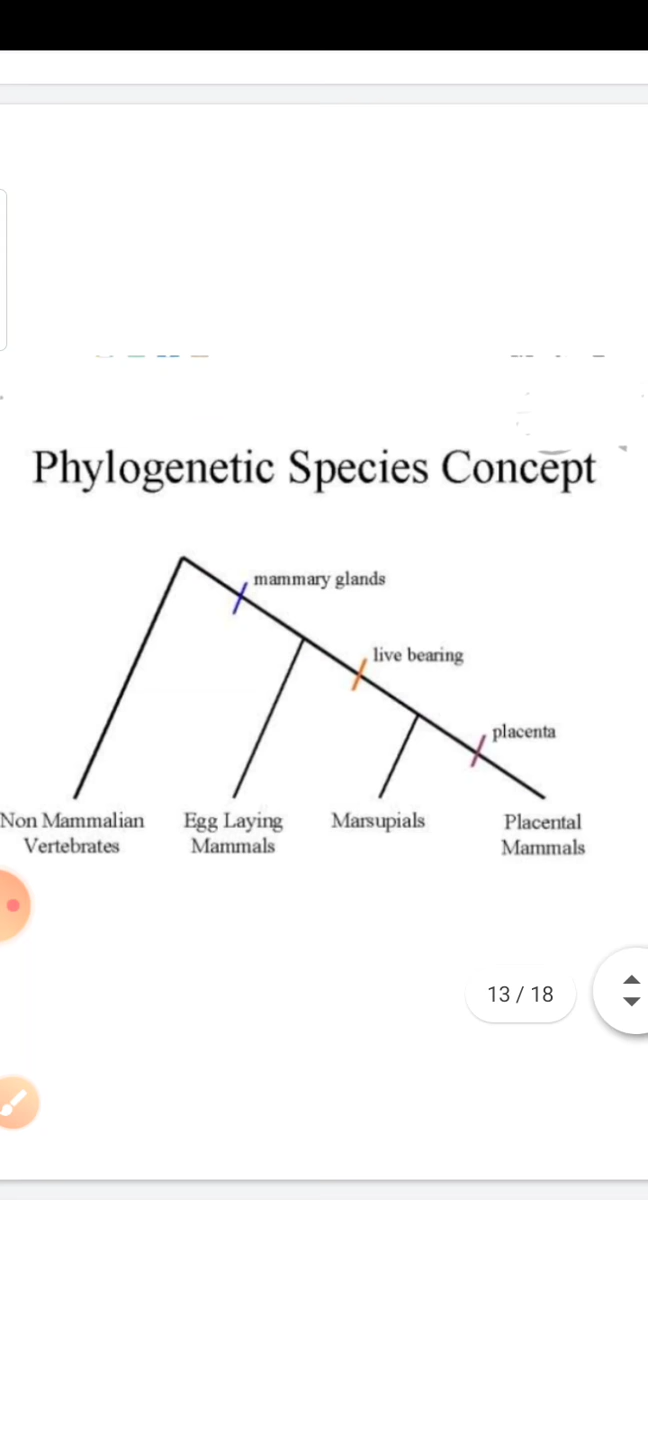 Phylogenetic Species Concept
mammary glands
live bearing
placenta
Non Mammalian
Vertebrates
Egg Laying
Mammals
Marsupials
Placental
Mammals
13 / 18